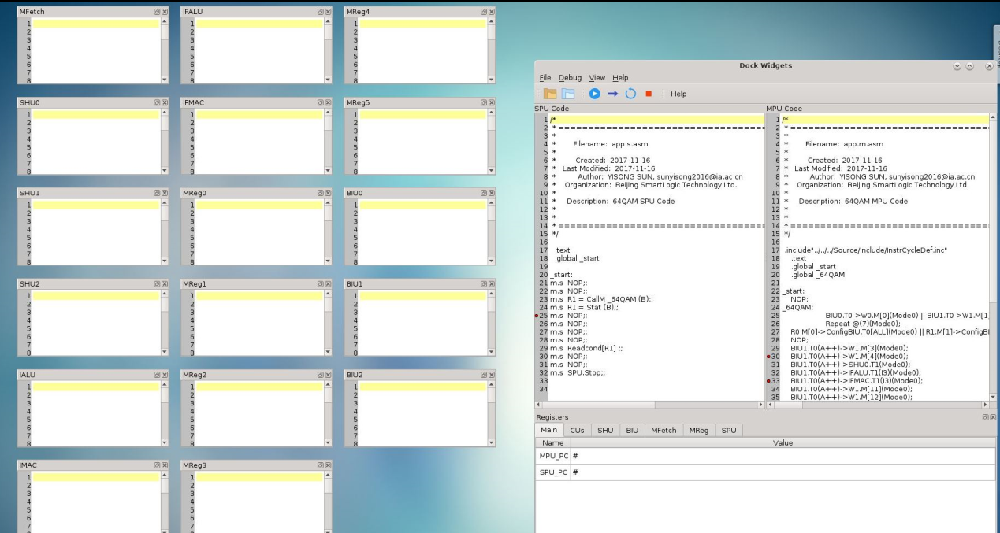 MFetch
1
2
3
4
5
6
7
8
IFALU
1
2
3
4
5
6
7
8
MReg4
1
2
3
4
5
6
7
8
SHU0
1
2
3
4
5
6
7
8
IFMAC
1
2
3
4
5
6
7
8
MReg5
1
2
3
4
5
6
7
8
SHU1
1
2
3
4
5
6
7
8
MReg0
1
2
3
4
5
6
7
8
BIU0
1
2
3
4
5
6
7
8
SHU2
1
2
3
4
5
6
7
8
MReg1
1
2
3
4
5
6
7
8
BIU1
1
2
3
4
5
6
7
8
IALU
1
2
3
4
5
6
7
8
MReg2
1
2
3
4
5
6
7
8
BIU2
1
2
3
4
5
6
7
8
IMAC
1
2
3
4
5
6
7
MReg3
1
2
3
4
5
6
7
Dock Widgets
File Debug View Help
Help
SPU Code
1 /*
2 * =================================
3 *
4 * Filename: app.s.asm
5 *
6 * Created: 2017-11-16
7 * Last Modified: 2017-11-16
8 * Author: YISONG SUN, sunyisong2016@ia.ac.cn
9 * Organization: Beijing SmartLogic Technology Ltd.
10 *
11 * Description: 64QAM SPU Code
12 *
13 *
14 * =================================
15 */
16
17 .text
18 .global _start
19
20 _start:
21 m.s NOP;;
22 m.s NOP;;
23 m.s R1 = CallM _64QAM (B);;
24 m.s R1 = Stat (B);;
25 m.s NOP;;
26 m.s NOP;;
27 m.s NOP;;
28 m.s NOP;;
29 m.s Readcond[R1] ;;
30 m.s NOP;;
31 m.s NOP;;
32 m.s SPU.Stop;;
33
34
MPU Code
1 /*
2 * ================================
3 *
4 * Filename: app.m.asm
5 *
6 * Created: 2017-11-16
7 * Last Modified: 2017-11-16
8 * Author: YISONG SUN, sunyisong2016@ia.ac.cn
9 * Organization: Beijing SmartLogic Technology Ltd.
10 *
11 * Description: 64QAM MPU Code
12 *
13 *
14 * ================================
15 */
16
17 .include"../../../Source/Include/InstrCycleDef.inc"
18 .text
19 .global _start
20 .global _64QAM
21
22 _start:
23 NOP;
24 _64QAM:
25 BIU0.T0->W0.M[0](Mode0) || BIU1.T0->W1.M[1]
26 Repeat @(7)(Mode0);
27 R0.M[0]->ConfigBIU.T0[ALL](Mode0) || R1.M[1]->ConfigBI
28 NOP;
29 BIU1.T0(A++)->W1.M[3](Mode0);
30 BIU1.T0(A++)->W1.M[4](Mode0);
31 BIU1.T0(A++)->SHU0.T1(Mode0);
32 BIU1.T0(A++)->IFALU.T1(I3)(Mode0);
33 BIU1.T0(A++)->IFMAC.T1(I3)(Mode0);
34 BIU1.T0(A++)->W1.M[11](Mode0);
35 BIU1.T0(A++)->W1.M[12](Mode0);
Registers
Main CUs SHU BIU MFetch MReg SPU
Name Value
MPU_PC #
SPU_PC #